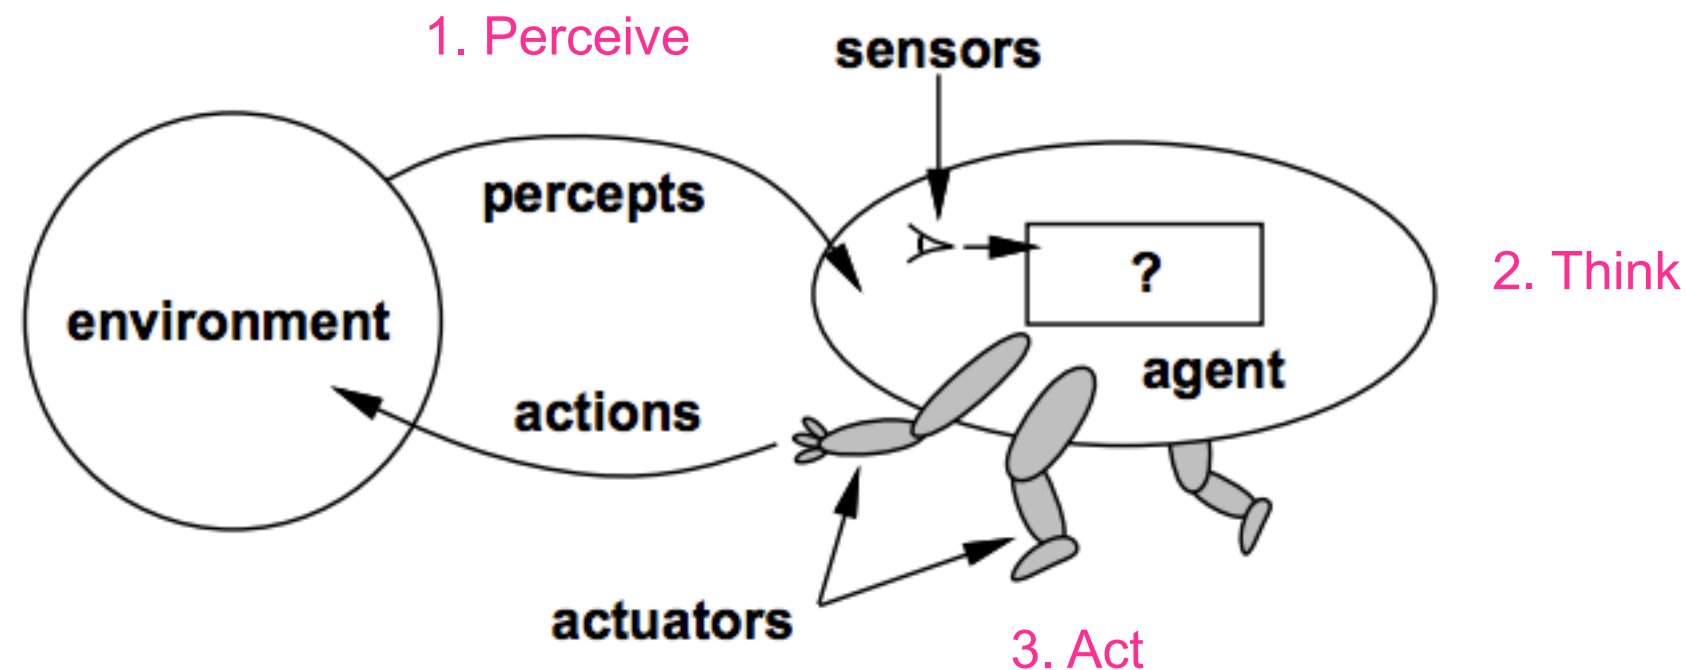 1. Perceive
sensors
percepts
?
2. Think
environment
agent
actions
actuators
3. Act